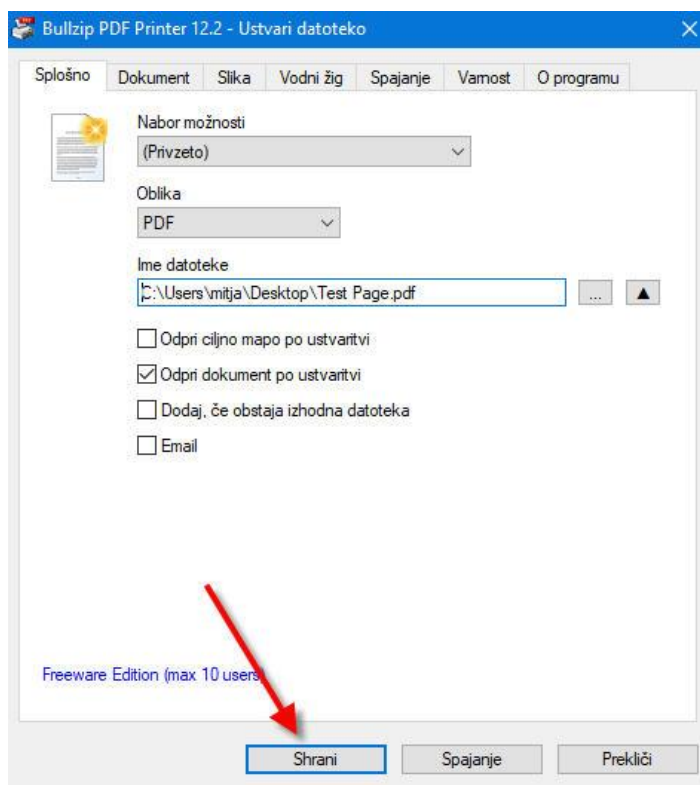 Bullzip PDF Printer 12.2 - Ustvari datoteko
Splošno Dokument Slika Vodni žig Spajanje Varnost O programu
Nabor možnosti
(Privzeto)
Oblika
PDF
Ime datoteke
C:\Users\mitja\Desktop\Test Page.pdf ... ▲
Odpri ciljno mapo po ustvaritvi
Odpri dokument po ustvaritvi
Dodaj, če obstaja izhodna datoteka
Email
Freeware Edition (max 10 users)
Shrani Spajanje Prekliči